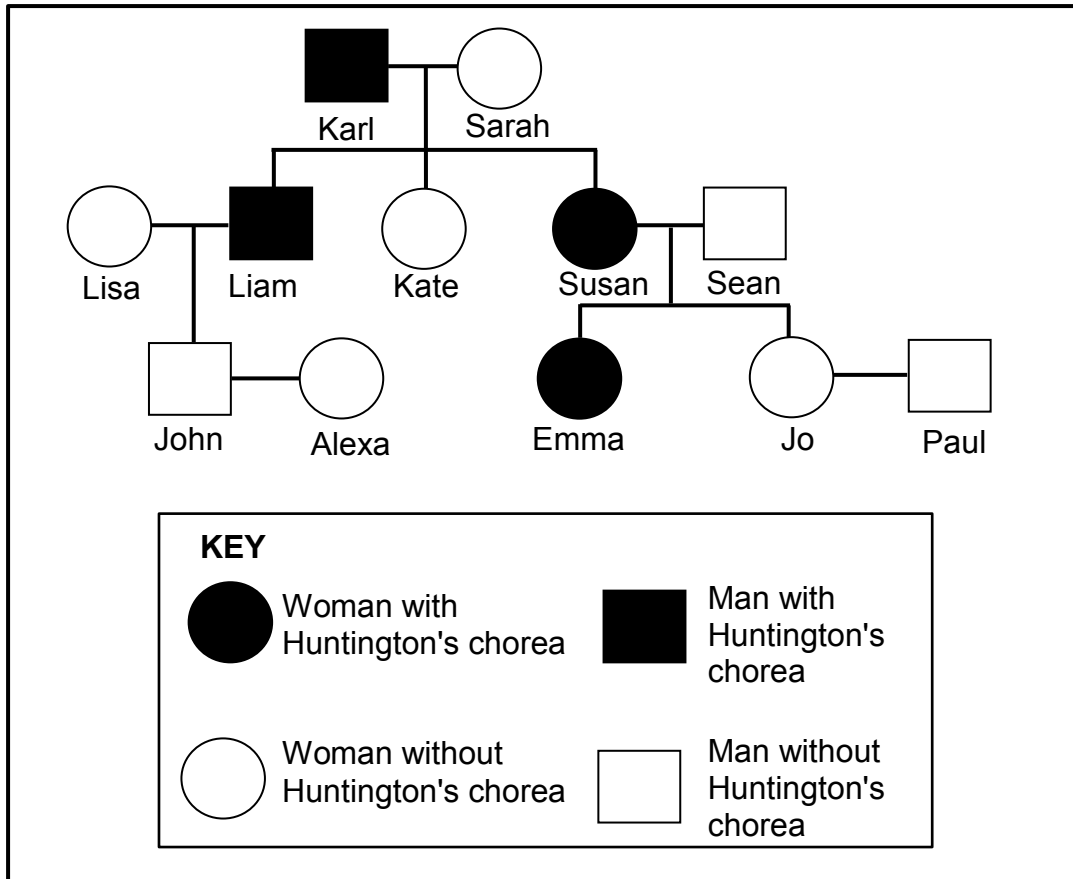 Karl Sarah
Lisa Liam Kate Susan Sean
John Alexa Emma Jo Paul
KEY
Woman with
Huntington's chorea
Man with
Huntington's
chorea
Woman without
Huntington's chorea
Man without
Huntington's
chorea